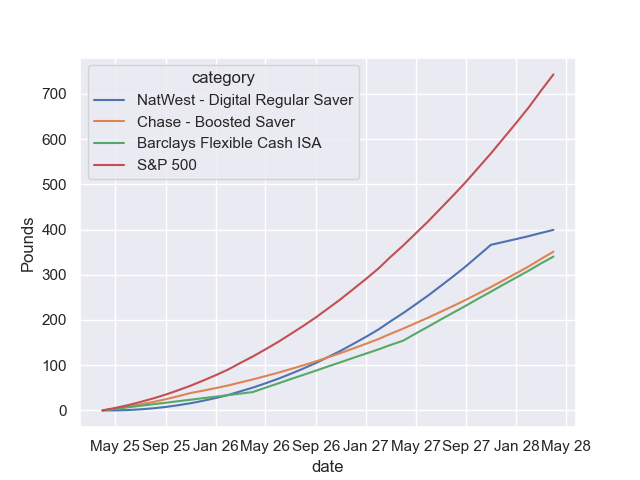 category
NatWest - Digital Regular Saver
Chase - Boosted Saver
Barclays Flexible Cash ISA
S&P 500
700
600
500
400
300
200
100
0
Pounds
May 25 Sep 25 Jan 26 May 26 Sep 26 Jan 27 May 27 Sep 27 Jan 28 May 28
date